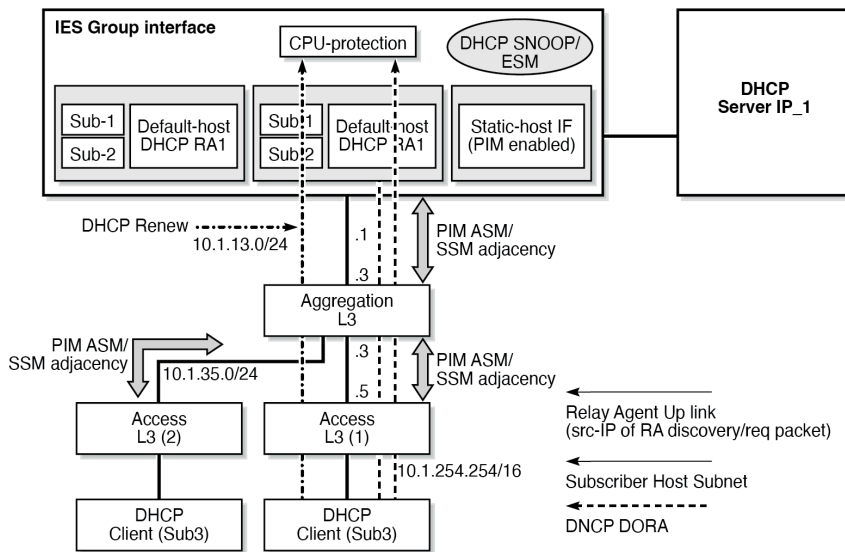 IES Group interface
CPU-protection
DHCP SNOOP/
ESM
Sub-1
Sub-2
Default-host
DHCP RA1
Sub-1
Sub-2
Default-host
DHCP RA1
Static-host IF
(PIM enabled)
DHCP
Server IP_1
DHCP Renew
10.1.13.0/24
.1
PIM ASM/
SSM adjacency
.3
Aggregation
L3
PIM ASM/
SSM adjacency
10.1.35.0/24
.3
.5
PIM ASM/
SSM adjacency
Access
L3 (2)
Access
L3 (1)
10.1.254.254/16
DHCP
Client (Sub3)
DHCP
Client (Sub3)
Relay Agent Up link
(src-IP of RA discovery/req packet)
Subscriber Host Subnet
DNCP DORA